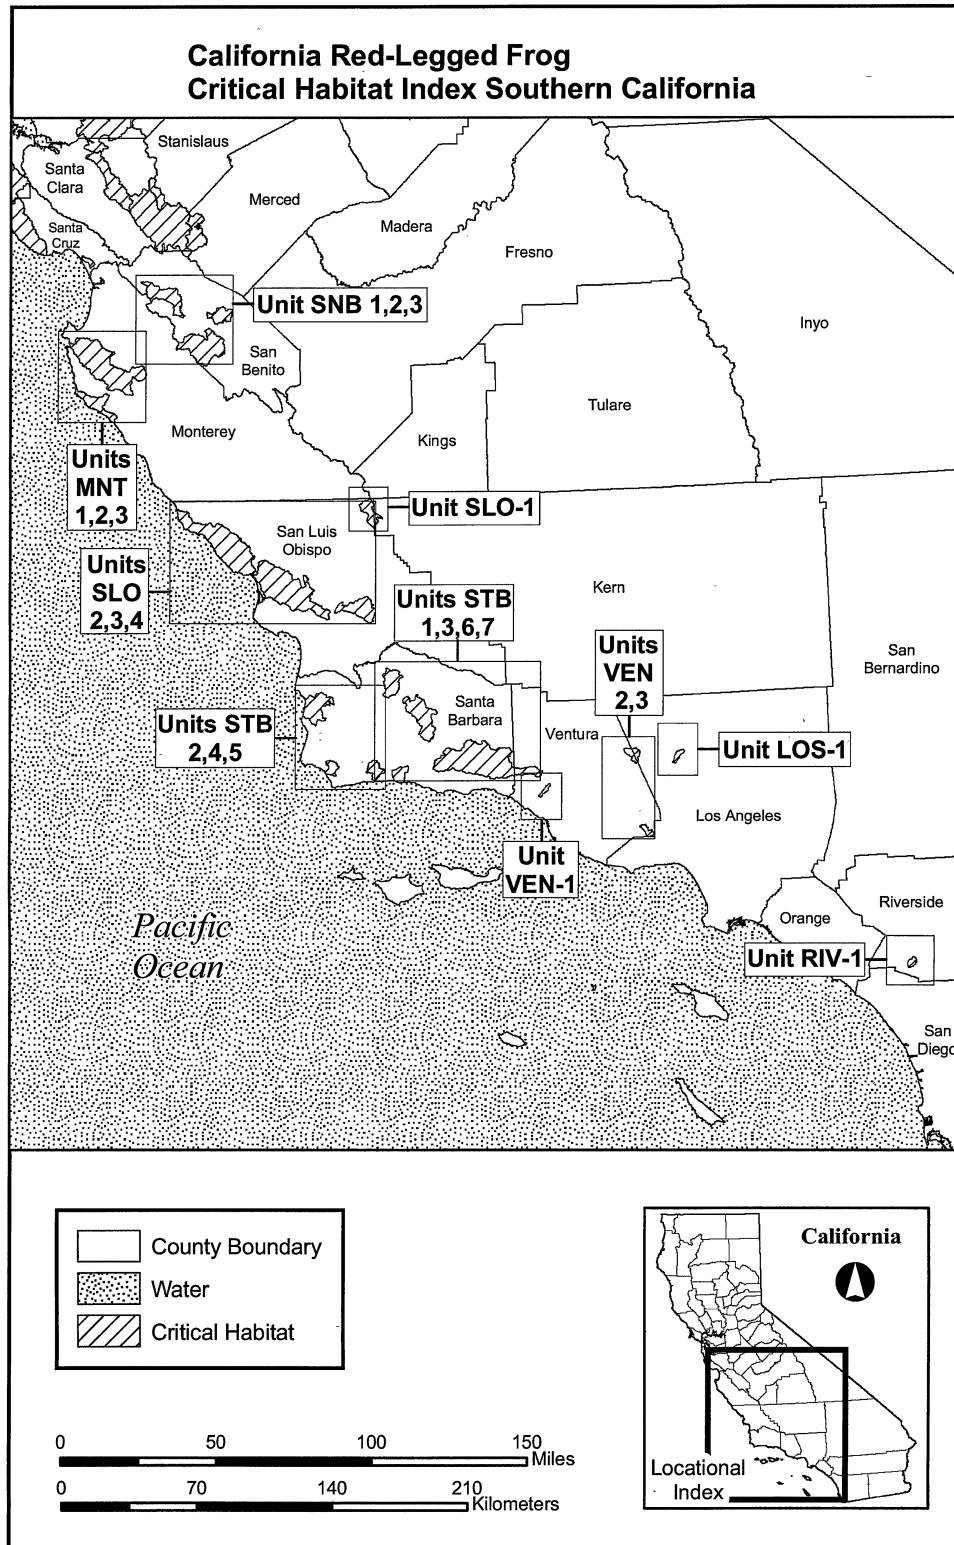 California Red-Legged Frog
Critical Habitat Index Southern California
Stanislaus
Santa
Clara
Merced
Santa
Cruz
Madera
Fresno
Unit SNB 1,2,3
Inyo
San
Benito
Tulare
Monterey
Kings
Units
MNT
1,2,3
Unit SLO-1
San Luis
Obispo
Units
SLO
2,3,4
Kern
Units STB
1,3,6,7
Units
VEN
2,3
San
Bernardino
Santa
Barbara
Units STB
2,4,5
Ventura
Unit LOS-1
Los Angeles
Unit
VEN-1
Pacific
Ocean
Orange
Riverside
Unit RIV-1
San
Diego
County Boundary
Water
Critical Habitat
California
Locational
Index
0 50 100 150
Miles
0 70 140 210
Kilometers